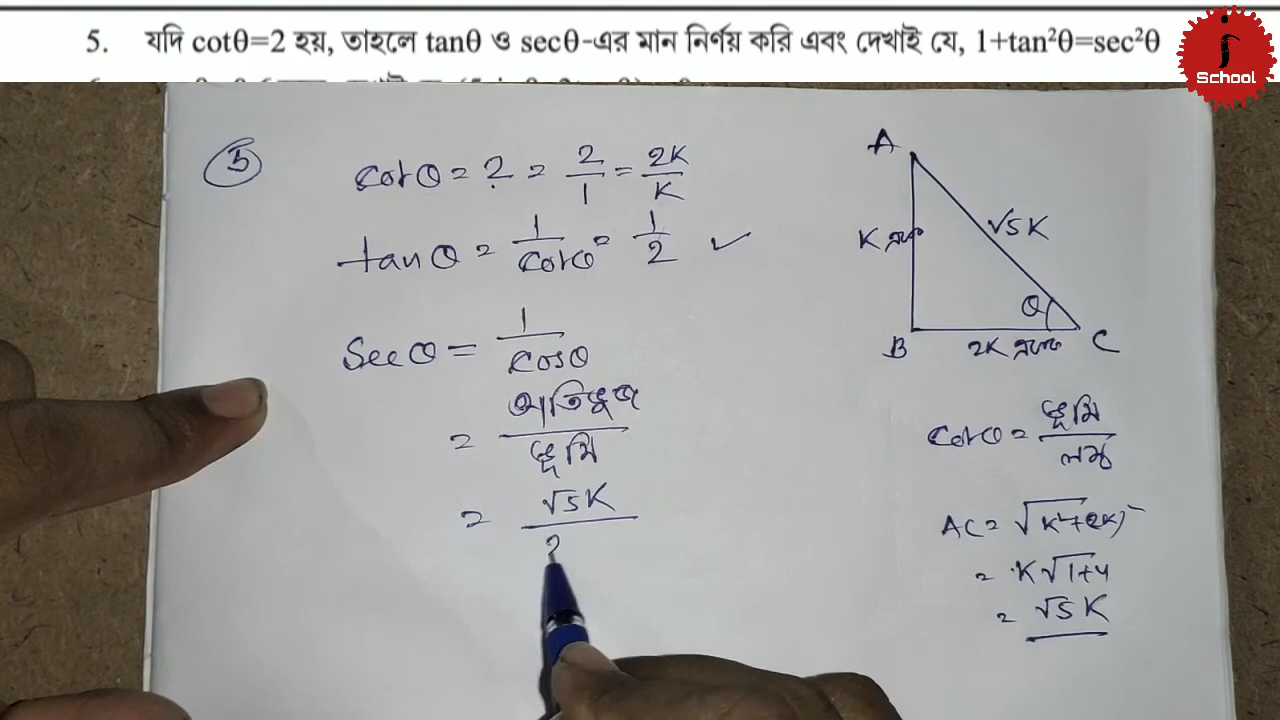 5. যদি cotθ=2 হয়, তাহলে tanθ ও secθ-এর মান নির্ণয় করি এবং দেখাই যে, 1+tan²θ=sec²θ
School
5
cotθ = 2 = 2/1 = 2K/K
tanθ = 1/cotθ = 1/2 ✓
Secθ = 1/cosθ
= অতিভুজ/ভূমি
= √5K/2
A
K একক
√5K
θ
B
2K একক
C
cotθ = ভূমি/লম্ব
AC = √K²+(2K)²
= K√1+4
= √5 K